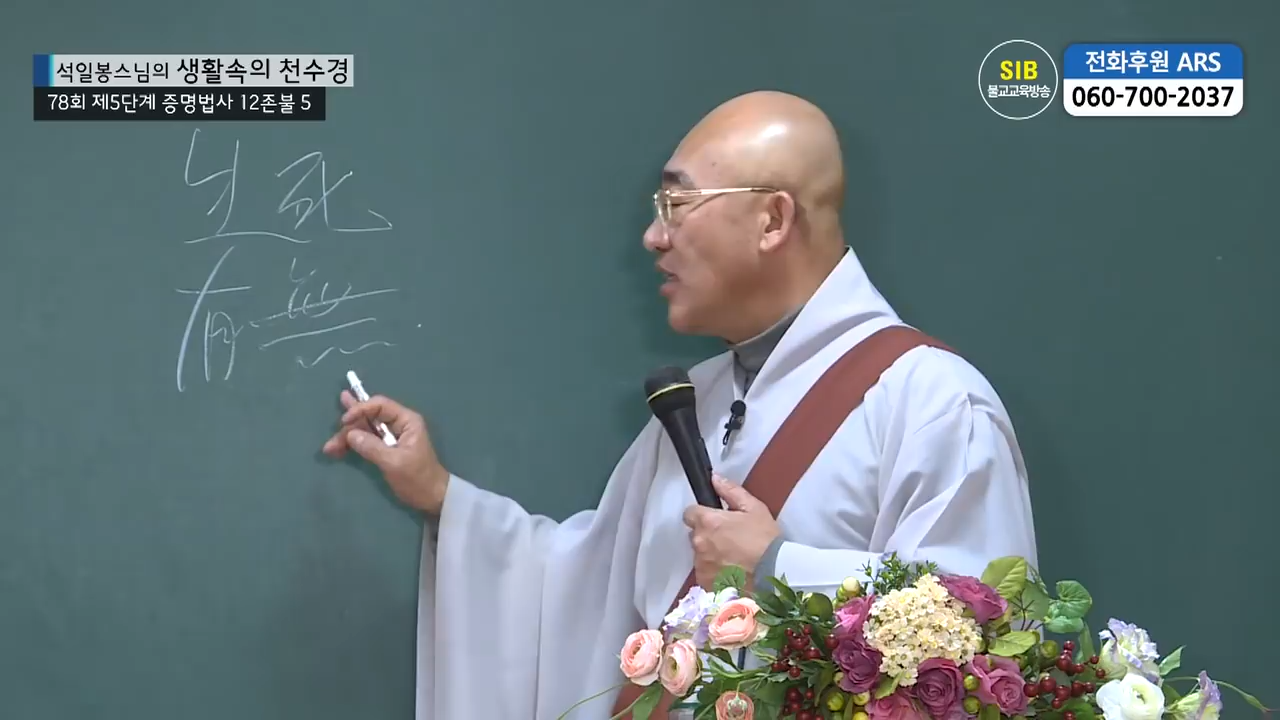 석일봉스님의 생활속의 천수경
78회 제5단계 증명법사 12존불 5
SIB
불교교육방송
전화후원 ARS
060-700-2037
生死
有無